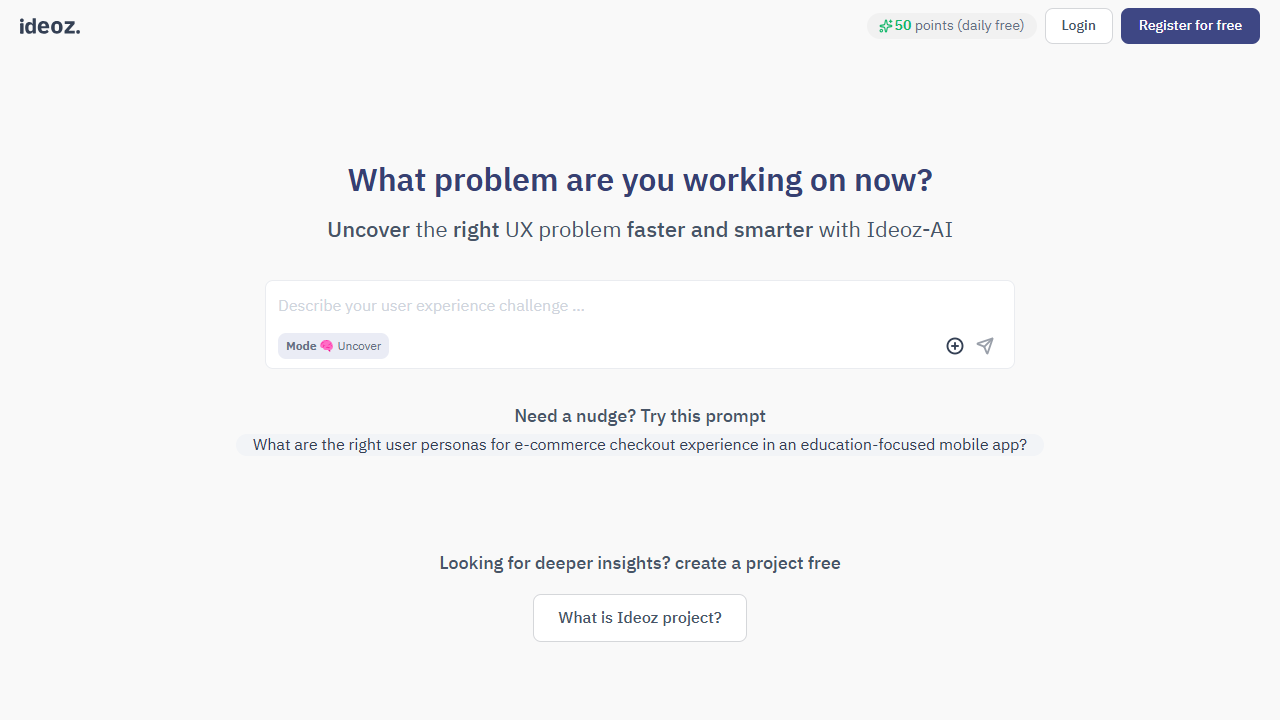 ideoz.
50 points (daily free)
Login
Register for free
What problem are you working on now?
Uncover the right UX problem faster and smarter with Ideoz-AI
Describe your user experience challenge ...
Mode 🧠 Uncover
Need a nudge? Try this prompt
What are the right user personas for e-commerce checkout experience in an education-focused mobile app?
Looking for deeper insights? create a project free
What is Ideoz project?